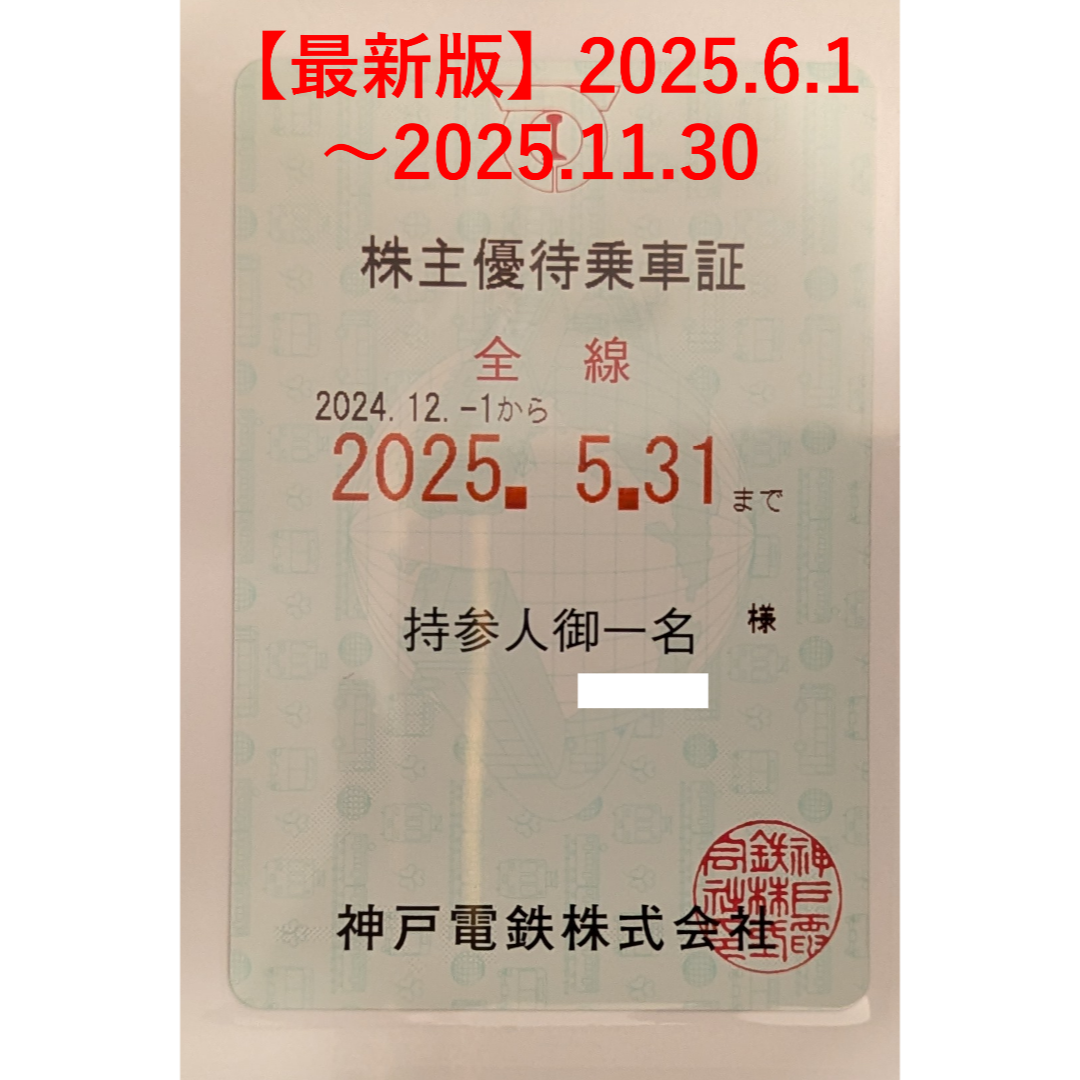 【最新版】2025.6.1
～2025.11.30
株主優待乗車証
全 線
2024.12.-1から
2025. 5.31まで
持参人御一名 様
神戸電鉄株式会社